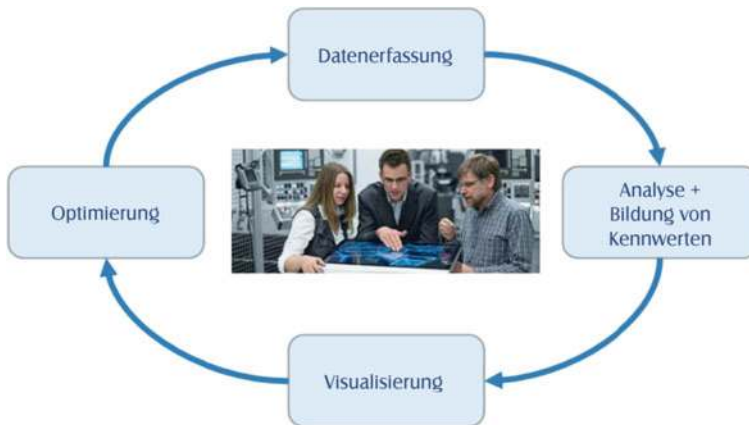 Datenerfassung
Analyse +
Bildung von
Kennwerten
Visualisierung
Optimierung